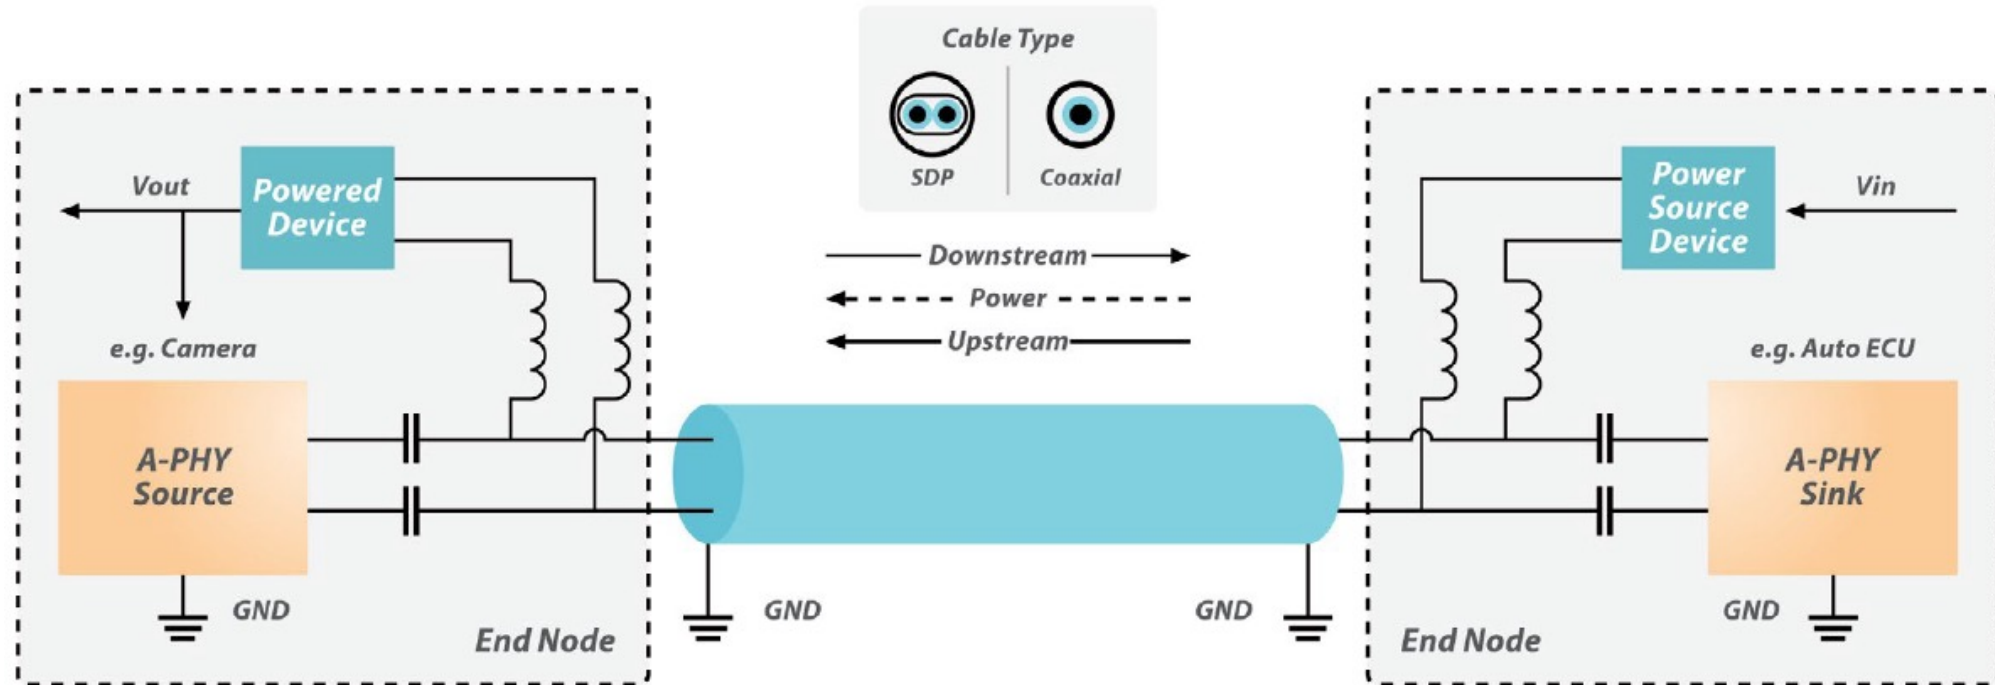 Cable Type
SDP
Coaxial
Vout
Powered
Device
e.g. Camera
A-PHY
Source
GND
End Node
Downstream
Power
Upstream
GND
GND
Power
Source
Device
Vin
e.g. Auto ECU
A-PHY
Sink
GND
End Node